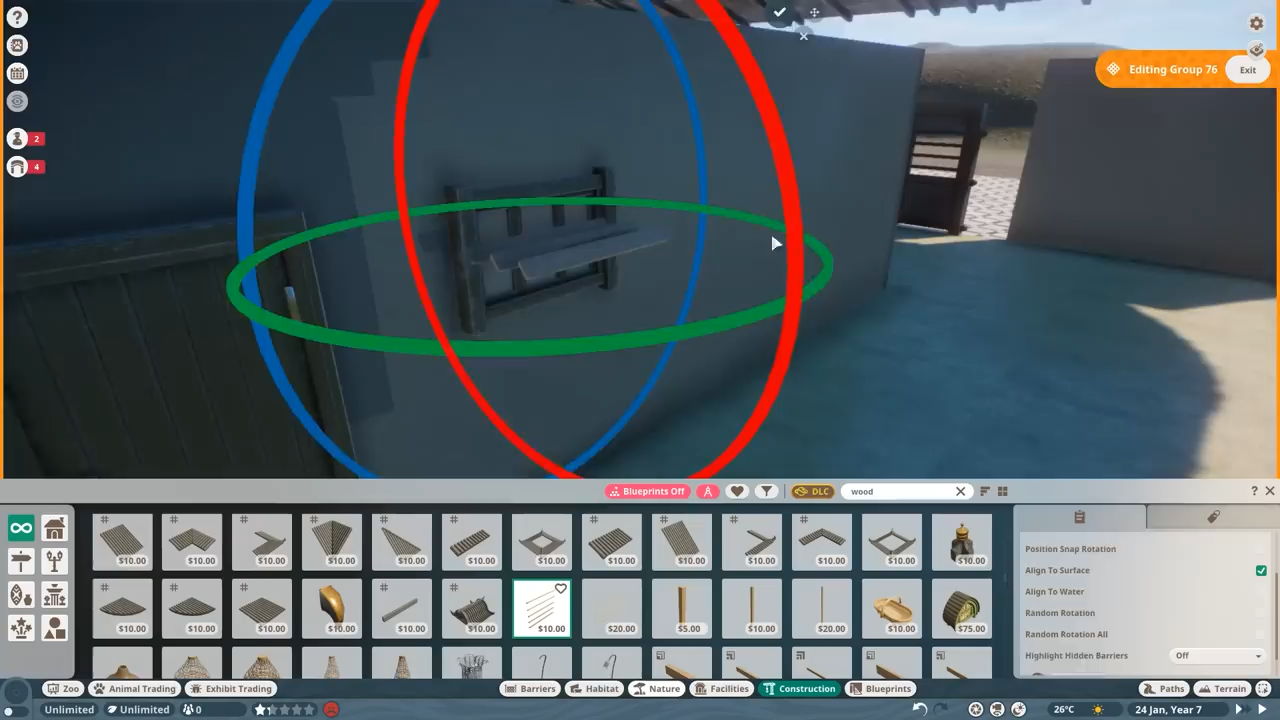 ?
2
4
Editing Group 76
Exit
Blueprints Off
DLC
wood
?
$10.00 $10.00 $10.00 $10.00 $10.00 $10.00 $10.00 $10.00 $10.00 $10.00 $10.00 $10.00 $10.00
$10.00 $10.00 $10.00 $10.00 $10.00 $10.00 $10.00 $20.00 $5.00 $10.00 $20.00 $10.00 $75.00
Position Snap Rotation
Align To Surface
Align To Water
Random Rotation
Random Rotation All
Highlight Hidden Barriers Off
Zoo Animal Trading Exhibit Trading Barriers Habitat Nature Facilities Construction Blueprints Paths Terrain
Unlimited Unlimited 0 26°C 24 Jan, Year 7